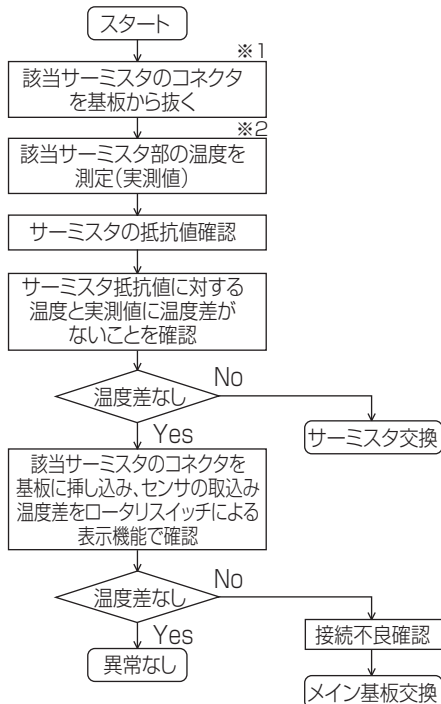 スタート
※1
該当サーミスタのコネクタ
を基板から抜く
※2
該当サーミスタ部の温度を
測定(実測値)
サーミスタの抵抗値確認
サーミスタ抵抗値に対する
温度と実測値に温度差が
ないことを確認
温度差なし
No
サーミスタ交換
Yes
該当サーミスタのコネクタを
基板に挿し込み、センサの取込み
温度差をロータリスイッチによる
表示機能で確認
温度差なし
No
接続不良確認
メイン基板交換
Yes
異常なし